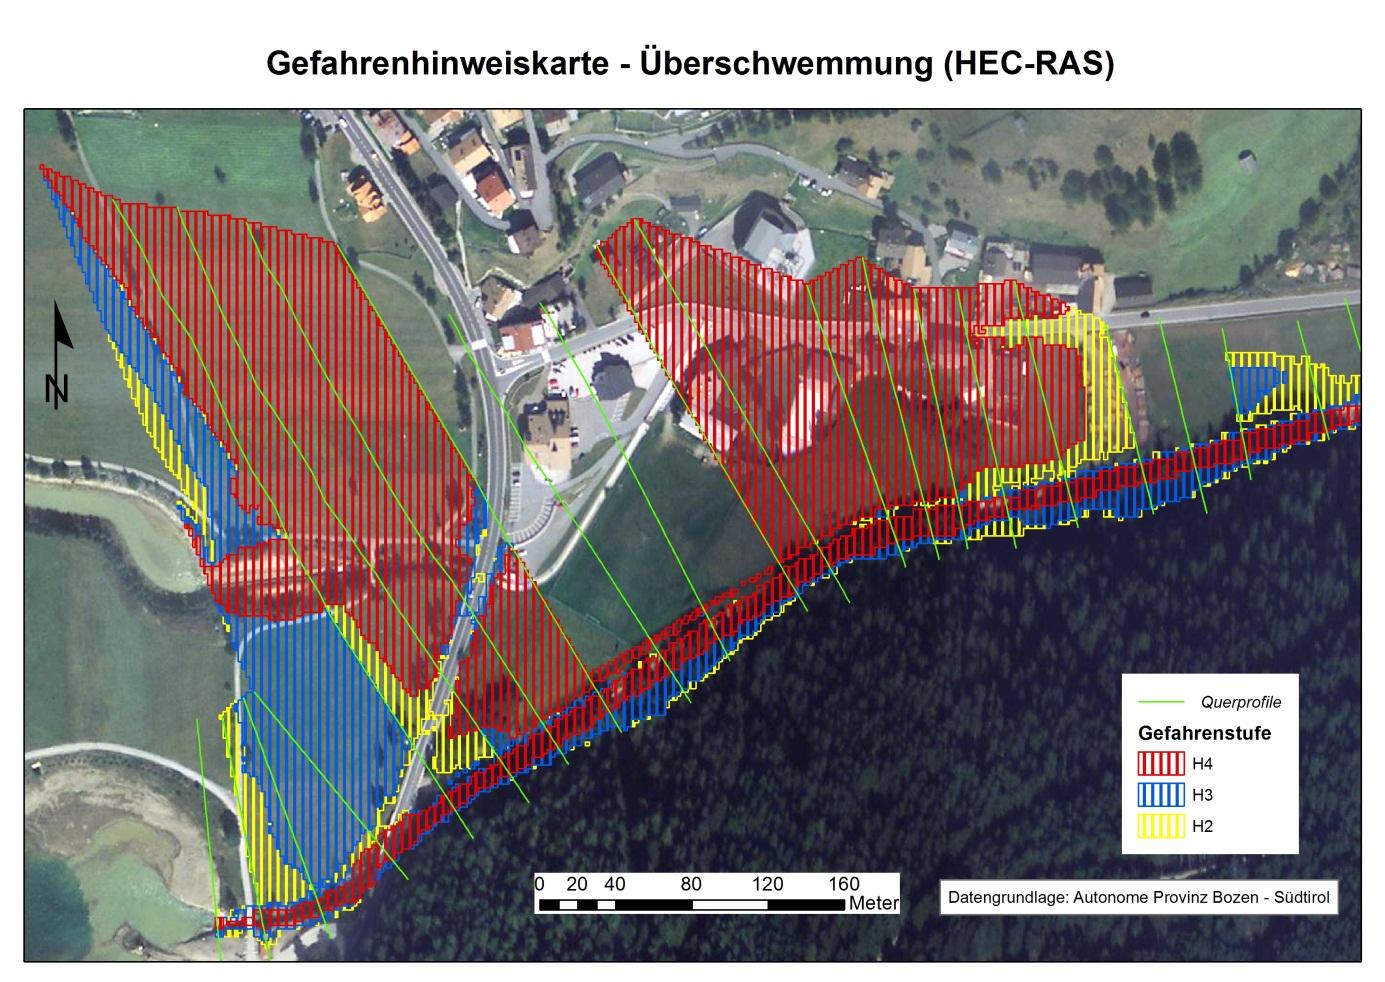 Gefahrenhinweiskarte - Überschwemmung (HEC-RAS)
N
Querprofile
Gefahrenstufe
H4
H3
H2
0 20 40 80 120 160
Meter
Datengrundlage: Autonome Provinz Bozen - Südtirol